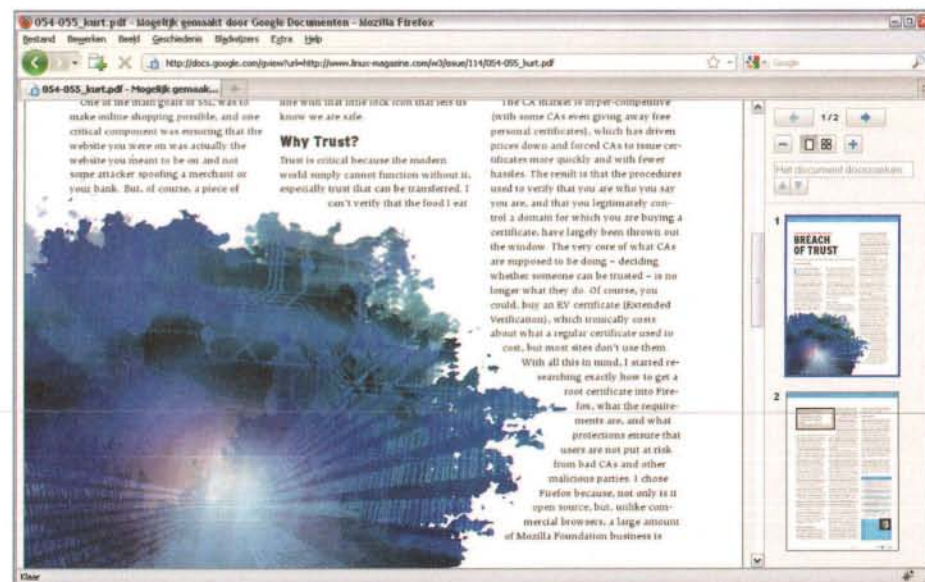 054-055_kurt.pdf - Mogelijk gemaakt door Google Documenten - Mozilla Firefox
Bestand Bewerken Beeld Geschiedenis Bladwijzers Extra Help
http://docs.google.com/gview?url=http://www.linux-magazine.com/w3/issue/114/054-055_kurt.pdf
Google
054-055_kurt.pdf - Mogelijk gemaak...
One of the main goals of SSL was to
make online shopping possible, and one
critical component was ensuring that the
website you were on was actually the
website you meant to be on and not
some attacker spoofing a merchant or
your bank. But, of course, a piece of
line with that little lock icon that lets us
know we are safe.
Why Trust?
Trust is critical because the modern
world simply cannot function without it,
especially trust that can be transferred. I
can't verify that the food I eat
The CA market is hyper-competitive
(with some CAs even giving away free
personal certificates), which has driven
prices down and forced CAs to issue cer-
tificates more quickly and with fewer
hassles. The result is that the procedures
used to verify that you are who you say
you are, and that you legitimately con-
trol a domain for which you are buying a
certificate, have largely been thrown out
the window. The very core of what CAs
are supposed to be doing – deciding
whether someone can be trusted – is no
longer what they do. Of course, you
could, buy an EV certificate (Extended
Verification), which ironically costs
about what a regular certificate used to
cost, but most sites don't use them.
With all this in mind, I started re-
searching exactly how to get a
root certificate into Fire-
fox, what the require-
ments are, and what
protections ensure that
users are not put at risk
from bad CAs and other
malicious parties. I chose
Firefox because, not only is it
open source, but, unlike com-
mercial browsers, a large amount
of Mozilla Foundation business is
1/2
Het document doorzoeken
1
BREACH
OF TRUST
2
Klaar